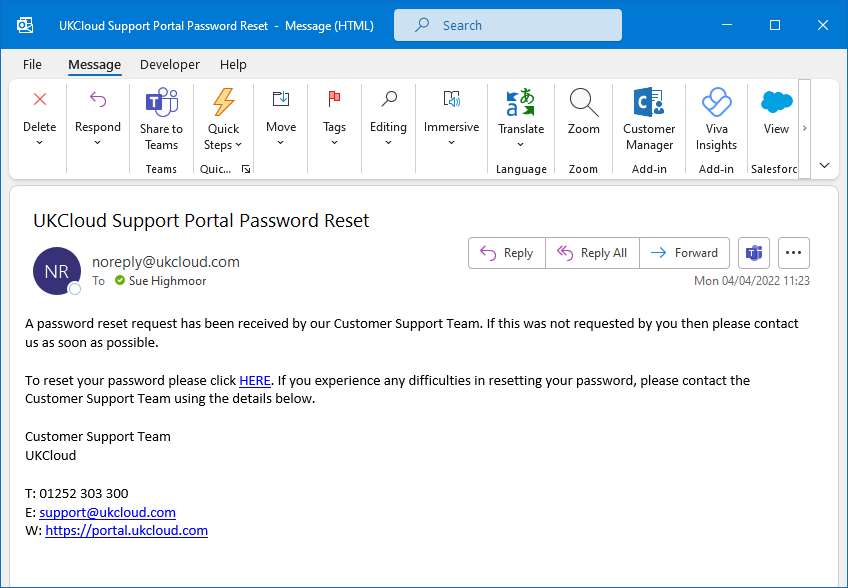 UKCloud Support Portal Password Reset - Message (HTML)
Search
File Message Developer Help
Delete
Respond
Share to Teams
Teams
Quick Steps
Quic...
Move
Tags
Editing
Immersive
Translate
Language
Zoom
Zoom
Customer Manager
Add-in
Viva Insights
Add-in
View
Salesforc
UKCloud Support Portal Password Reset
NR
noreply@ukcloud.com
To Sue Highmoor
Reply Reply All Forward
Mon 04/04/2022 11:23
A password reset request has been received by our Customer Support Team. If this was not requested by you then please contact
us as soon as possible.
To reset your password please click HERE. If you experience any difficulties in resetting your password, please contact the
Customer Support Team using the details below.
Customer Support Team
UKCloud
T: 01252 303 300
E: support@ukcloud.com
W: https://portal.ukcloud.com